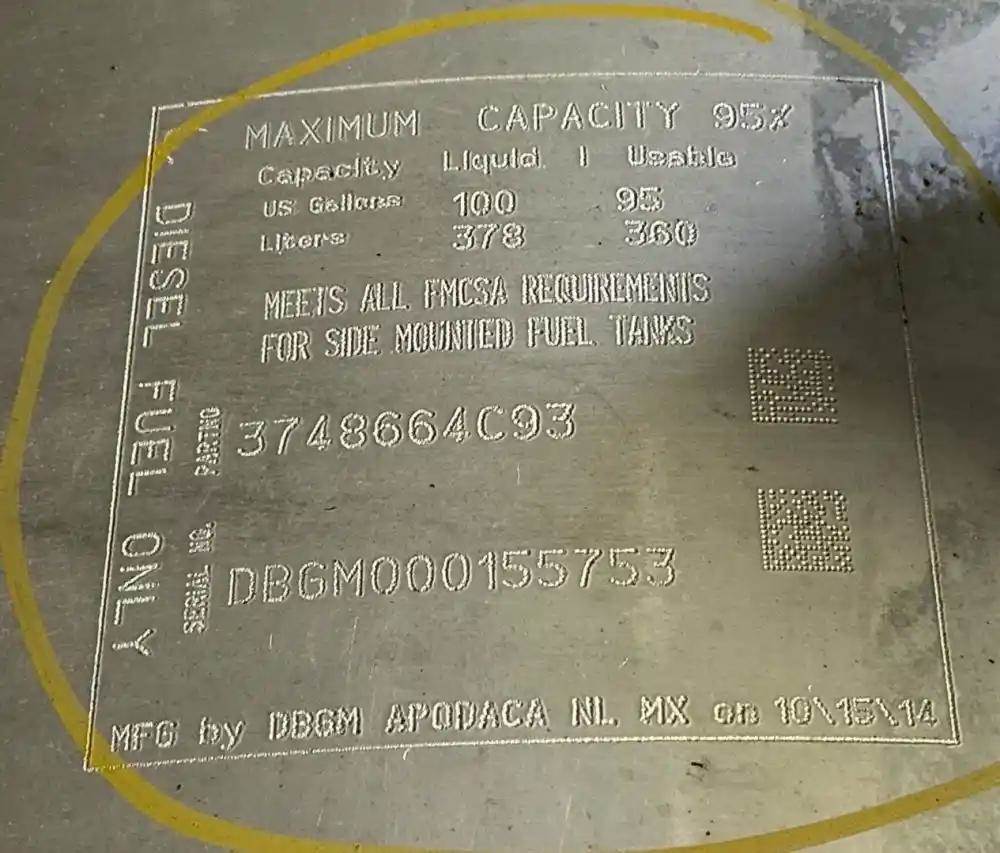 MAXIMUM CAPACITY 95%
Capacity Liquid | Usable
US Gallons 100 95
Liters 378 360
MEETS ALL FMCSA REQUIREMENTS
FOR SIDE MOUNTED FUEL TANKS
PARTNO 3748664C93
SERIAL NO. DBGM000155753
MFG by DBGM APODACA NL MX on 10\15\14
DIESEL FUEL ONLY